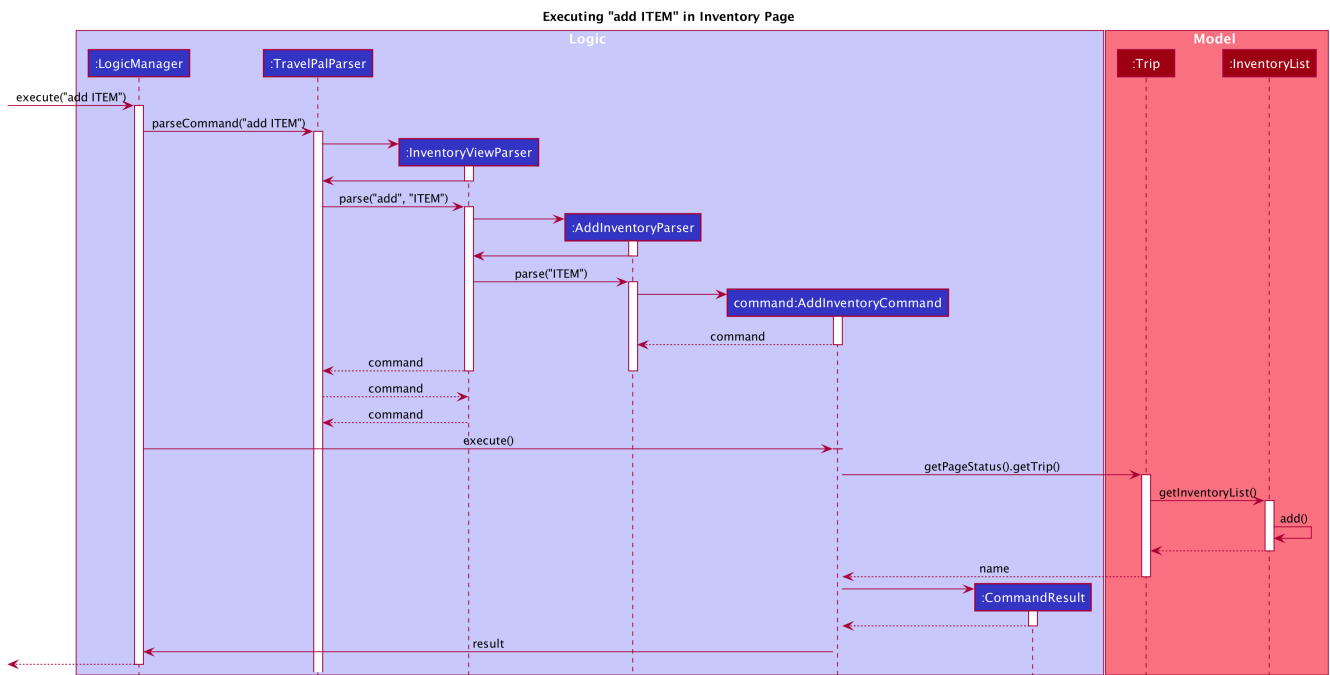 Executing "add ITEM" in Inventory Page
Logic
Model
:LogicManager
:TravelPalParser
:Trip
:InventoryList
execute("add ITEM")
parseCommand("add ITEM")
:InventoryViewParser
parse("add", "ITEM")
:AddInventoryParser
parse("ITEM")
command:AddInventoryCommand
command
command
command
command
execute()
getPageStatus().getTrip()
getInventoryList()
add()
name
:CommandResult
result